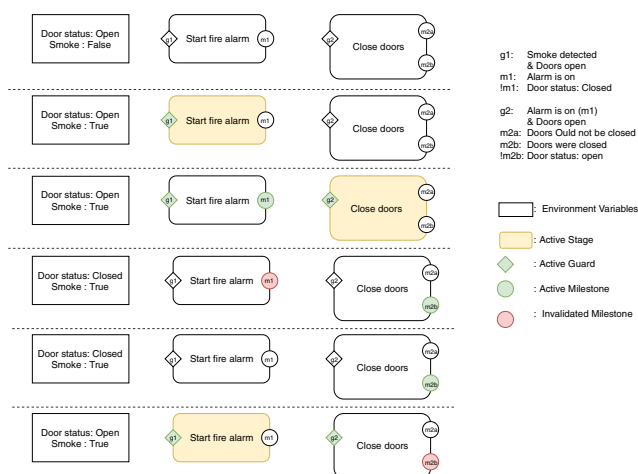 Door status: Open
Smoke : False
g1
Start fire alarm
m1
g2
Close doors
m2a
m2b
Door status: Open
Smoke : True
g1
Start fire alarm
m1
g2
Close doors
m2a
m2b
Door status: Open
Smoke : True
g1
Start fire alarm
m1
g2
Close doors
m2a
m2b
Door status: Closed
Smoke : True
g1
Start fire alarm
m1
g2
Close doors
m2a
m2b
Door status: Closed
Smoke : True
g1
Start fire alarm
m1
g2
Close doors
m2a
m2b
Door status: Open
Smoke : True
g1
Start fire alarm
m1
g2
Close doors
m2a
m2b
g1: Smoke detected
& Doors open
m1: Alarm is on
!m1: Door status: Closed
g2: Alarm is on (m1)
& Doors open
m2a: Doors Ould not be closed
m2b: Doors were closed
!m2b: Door status: open
: Environment Variables
: Active Stage
: Active Guard
: Active Milestone
: Invalidated Milestone